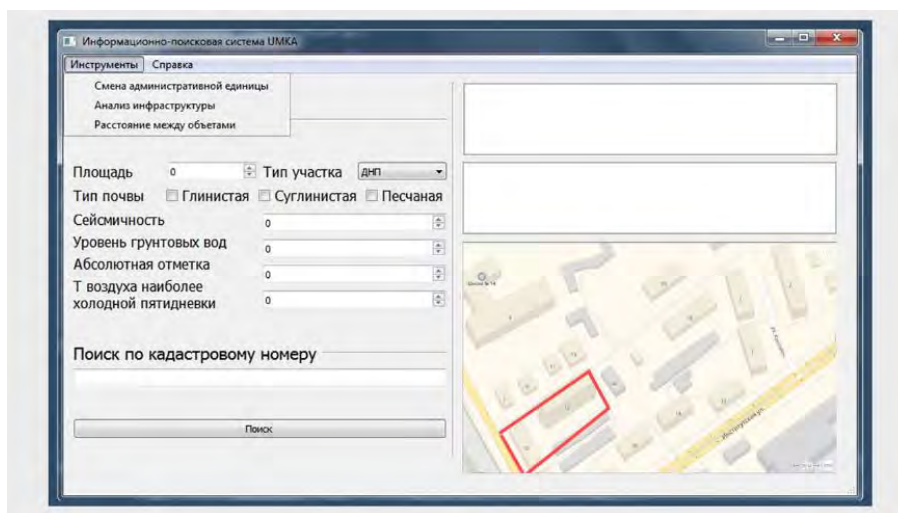 Информационно-поисковая система UMKA
Инструменты Справка
Смена административной единицы
Анализ инфраструктуры
Расстояние между объетами
Площадь 0 Тип участка ДНП
Тип почвы Глинистая Суглинистая Песчаная
Сейсмичность 0
Уровень грунтовых вод 0
Абсолютная отметка 0
Т воздуха наиболее
холодной пятидневки 0
Поиск по кадастровому номеру
Поиск